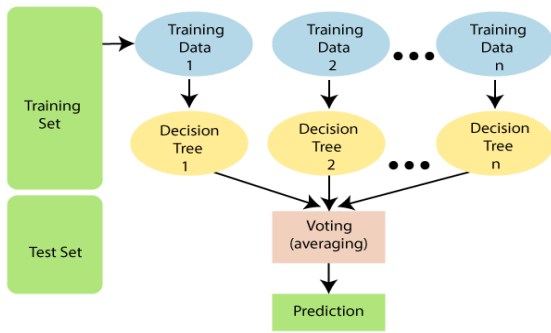 Training
Set
Test Set
Training
Data
1
Training
Data
2
Training
Data
n
Decision
Tree
1
Decision
Tree
2
Decision
Tree
n
Voting
(averaging)
Prediction